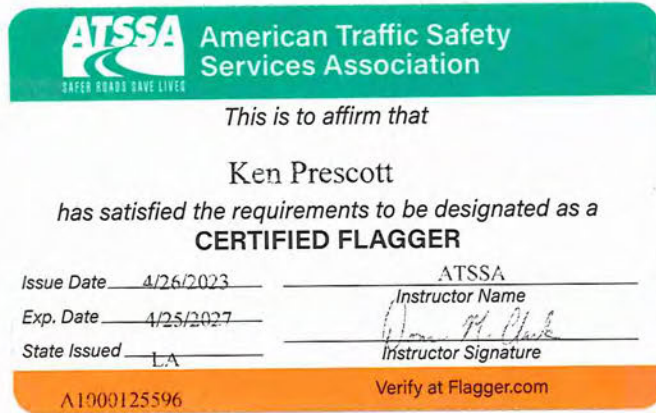 ATSSA
SAFER ROADS SAVE LIVES
American Traffic Safety
Services Association
This is to affirm that
Ken Prescott
has satisfied the requirements to be designated as a
CERTIFIED FLAGGER
Issue Date 4/26/2023
Exp. Date 4/25/2027
State Issued LA
ATSSA
Instructor Name
Instructor Signature
A1000125596
Verify at Flagger.com